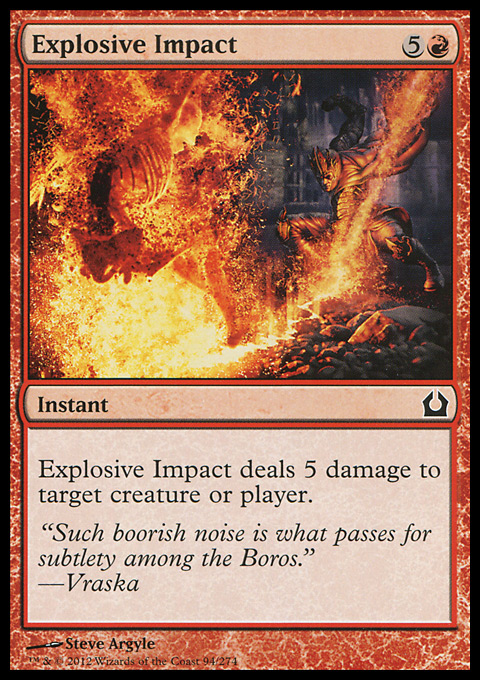 Explosive Impact 5
Instant
Explosive Impact deals 5 damage to
target creature or player.
“Such boorish noise is what passes for
subtlety among the Boros.”
—Vraska
Steve Argyle
™ & © 2012 Wizards of the Coast 94/274